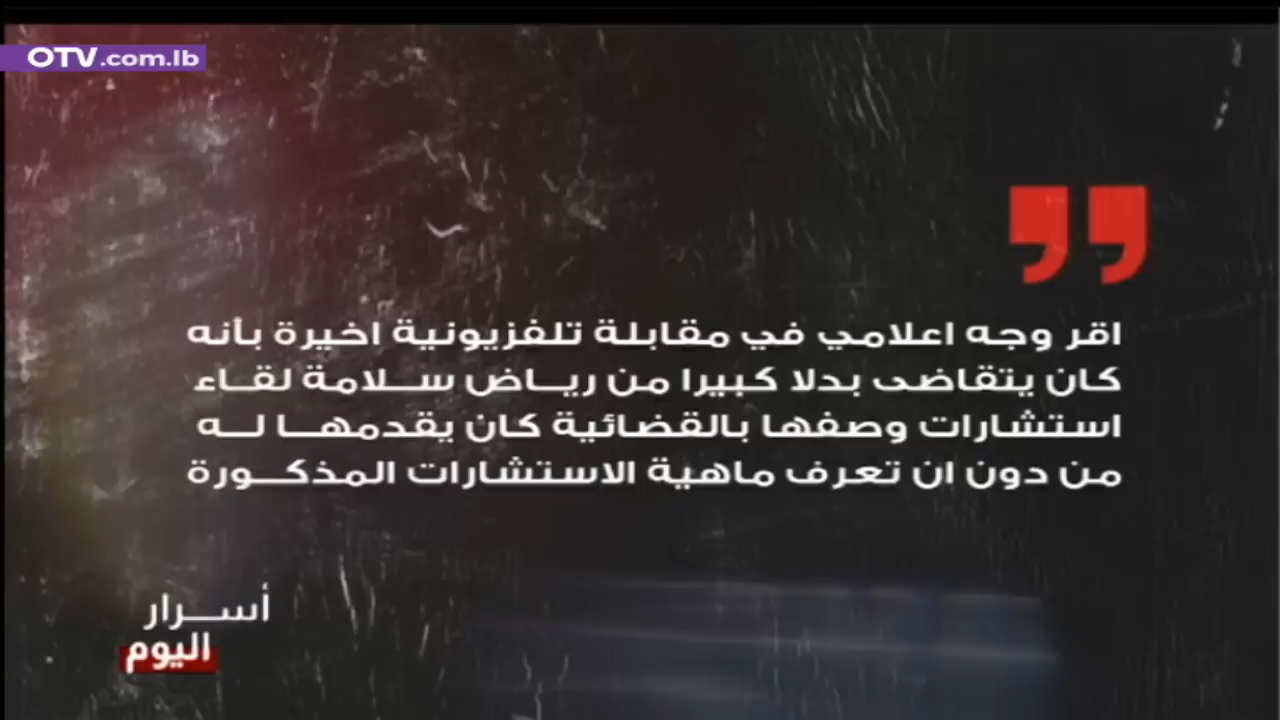 OTV.com.lb
اقر وجه اعلامي في مقابلة تلفزيونية اخيرة بأنه
كان يتقاضى بدلا كبيرا من رياض سلامة لقاء
استشارات وصفها بالقضائية كان يقدمها له
من دون ان تعرف ماهية الاستشارات المذكورة
أسرار
اليوم